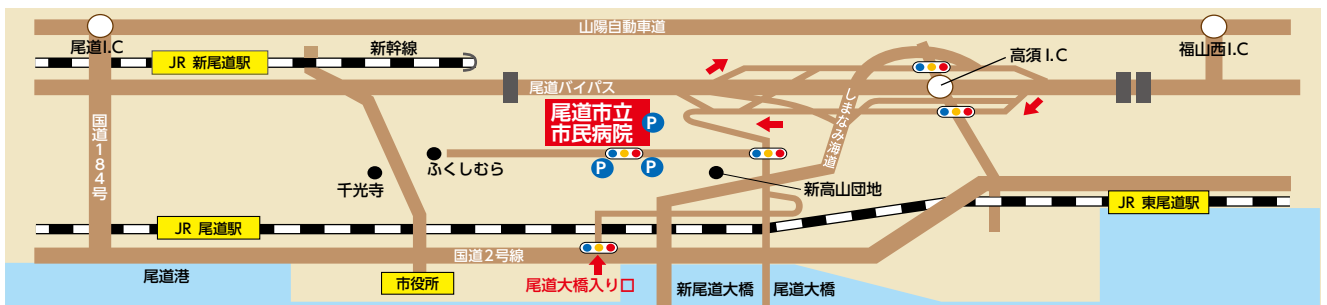 山陽自動車道
尾道I.C
新幹線
高須 I.C
福山西I.C
JR 新尾道駅
尾道バイパス
しまなみ海道
国道184号
尾道市立
市民病院
P
P
P
ふくしむら
千光寺
新高山団地
JR 東尾道駅
JR 尾道駅
国道2号線
尾道港
市役所
尾道大橋入り口
新尾道大橋
尾道大橋